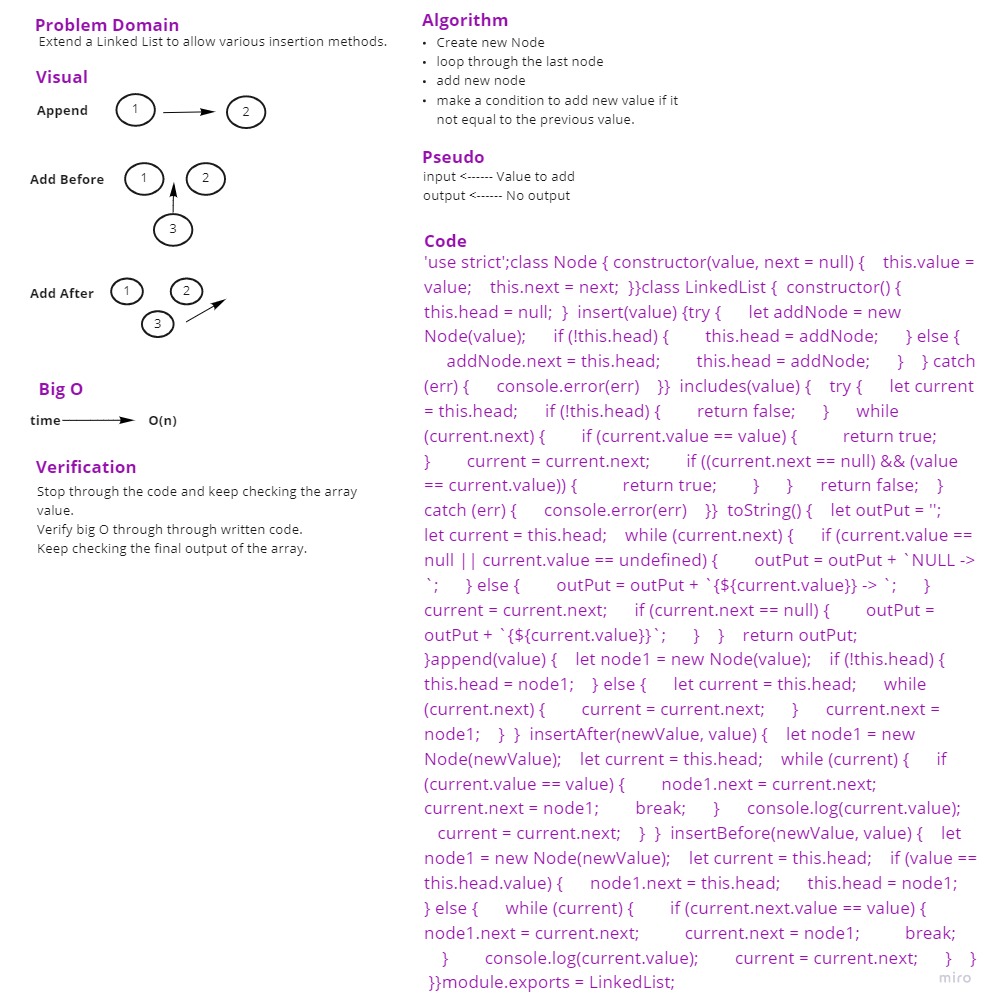 Problem Domain
Extend a Linked List to allow various insertion methods.
Visual
Append
1
2
Add Before
1
2
3
Add After
1
2
3
Big O
time
O(n)
Verification
Stop through the code and keep checking the array
value.
Verify big O through through written code.
Keep checking the final output of the array.
Algorithm
• Create new Node
• loop through the last node
• add new node
• make a condition to add new value if it
not equal to the previous value.
Pseudo
input <------ Value to add
output <------ No output
Code
'use strict';class Node { constructor(value, next = null) { this.value =
value; this.next = next; }}class LinkedList { constructor() {
this.head = null; } insert(value) {try { let addNode = new
Node(value); if (!this.head) { this.head = addNode; } else {
addNode.next = this.head; this.head = addNode; } } catch
(err) { console.error(err) }} includes(value) { try { let current
= this.head; if (!this.head) { return false; } while
(current.next) { if (current.value == value) { return true;
} current = current.next; if ((current.next == null) && (value
== current.value)) { return true; } } return false; }
catch (err) { console.error(err) }} toString() { let outPut = '';
let current = this.head; while (current.next) { if (current.value ==
null || current.value == undefined) { outPut = outPut + `NULL ->
`; } else { outPut = outPut + `{${current.value}} -> `; }
current = current.next; if (current.next == null) { outPut =
outPut + `{${current.value}}`; } } return outPut;
}append(value) { let node1 = new Node(value); if (!this.head) {
this.head = node1; } else { let current = this.head; while
(current.next) { current = current.next; } current.next =
node1; } } insertAfter(newValue, value) { let node1 = new
Node(newValue); let current = this.head; while (current) { if
(current.value == value) { node1.next = current.next;
current.next = node1; break; } console.log(current.value);
current = current.next; } } insertBefore(newValue, value) { let
node1 = new Node(newValue); let current = this.head; if (value ==
this.head.value) { node1.next = this.head; this.head = node1;
} else { while (current) { if (current.next.value == value) {
node1.next = current.next; current.next = node1; break;
} console.log(current.value); current = current.next; } }
}}module.exports = LinkedList;
miro